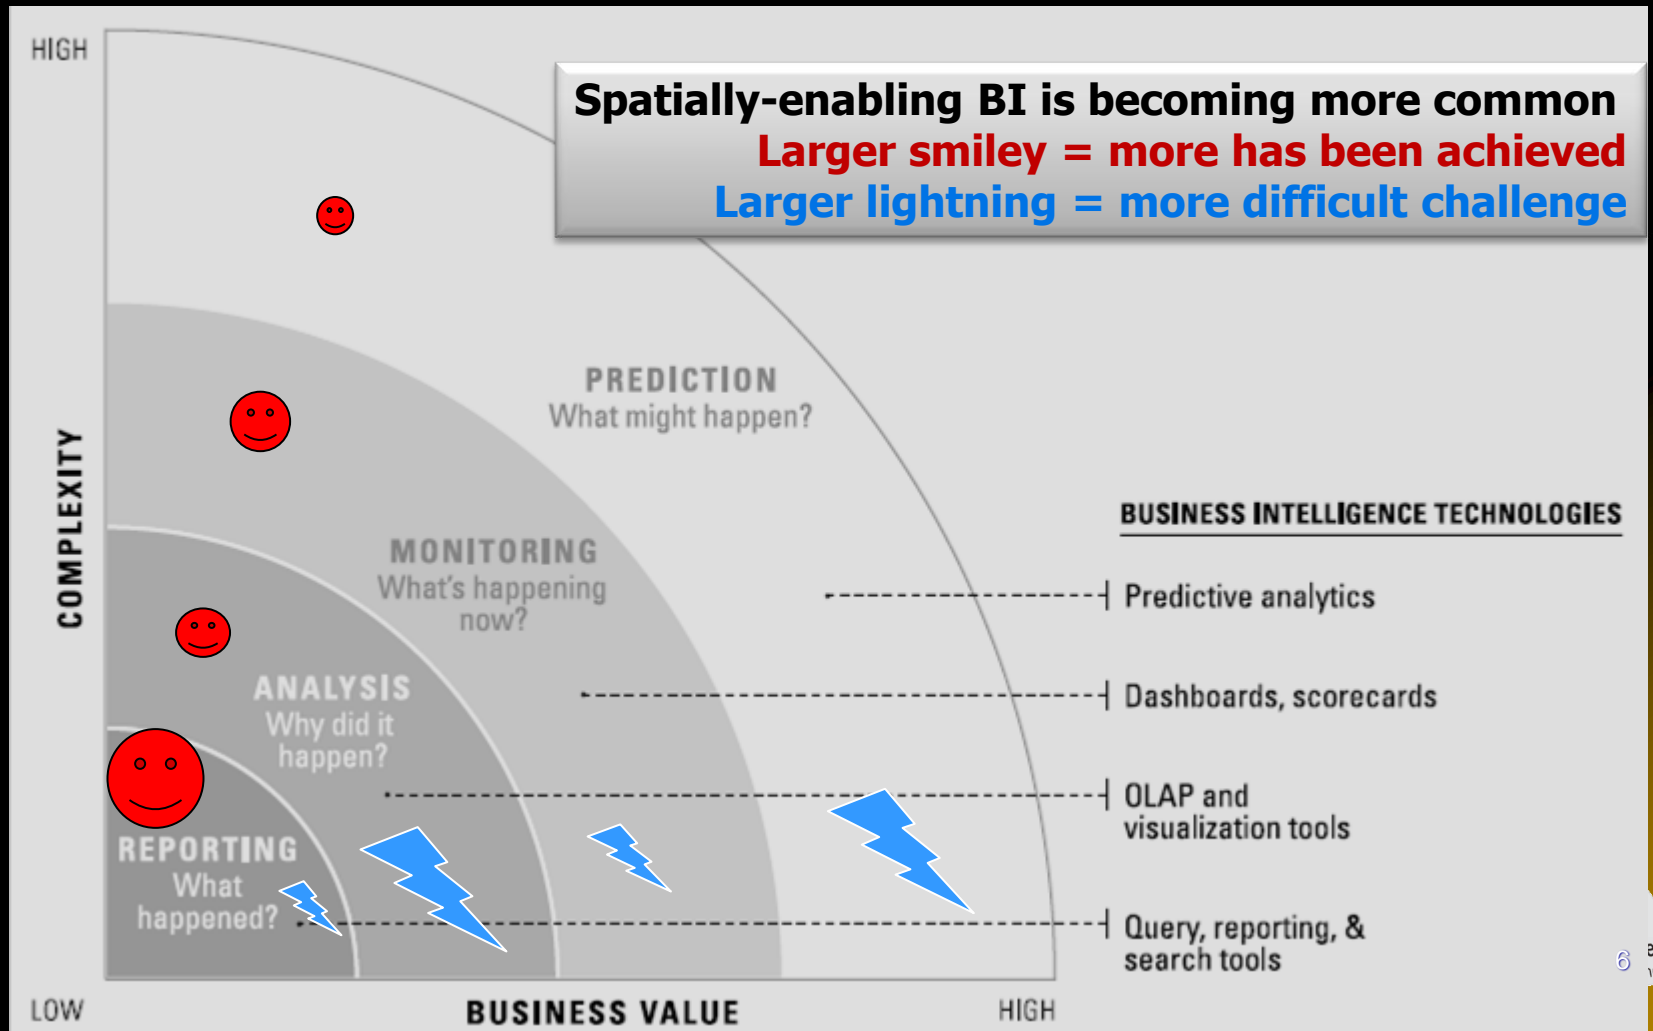 HIGH
Spatially-enabling BI is becoming more common
Larger smiley = more has been achieved
Larger lightning = more difficult challenge
PREDICTION
What might happen?
COMPLEXITY
MONITORING
What's happening
now?
ANALYSIS
Why did it
happen?
REPORTING
What
happened?
BUSINESS INTELLIGENCE TECHNOLOGIES
Predictive analytics
Dashboards, scorecards
OLAP and
visualization tools
Query, reporting, &
search tools
6
LOW
BUSINESS VALUE
HIGH